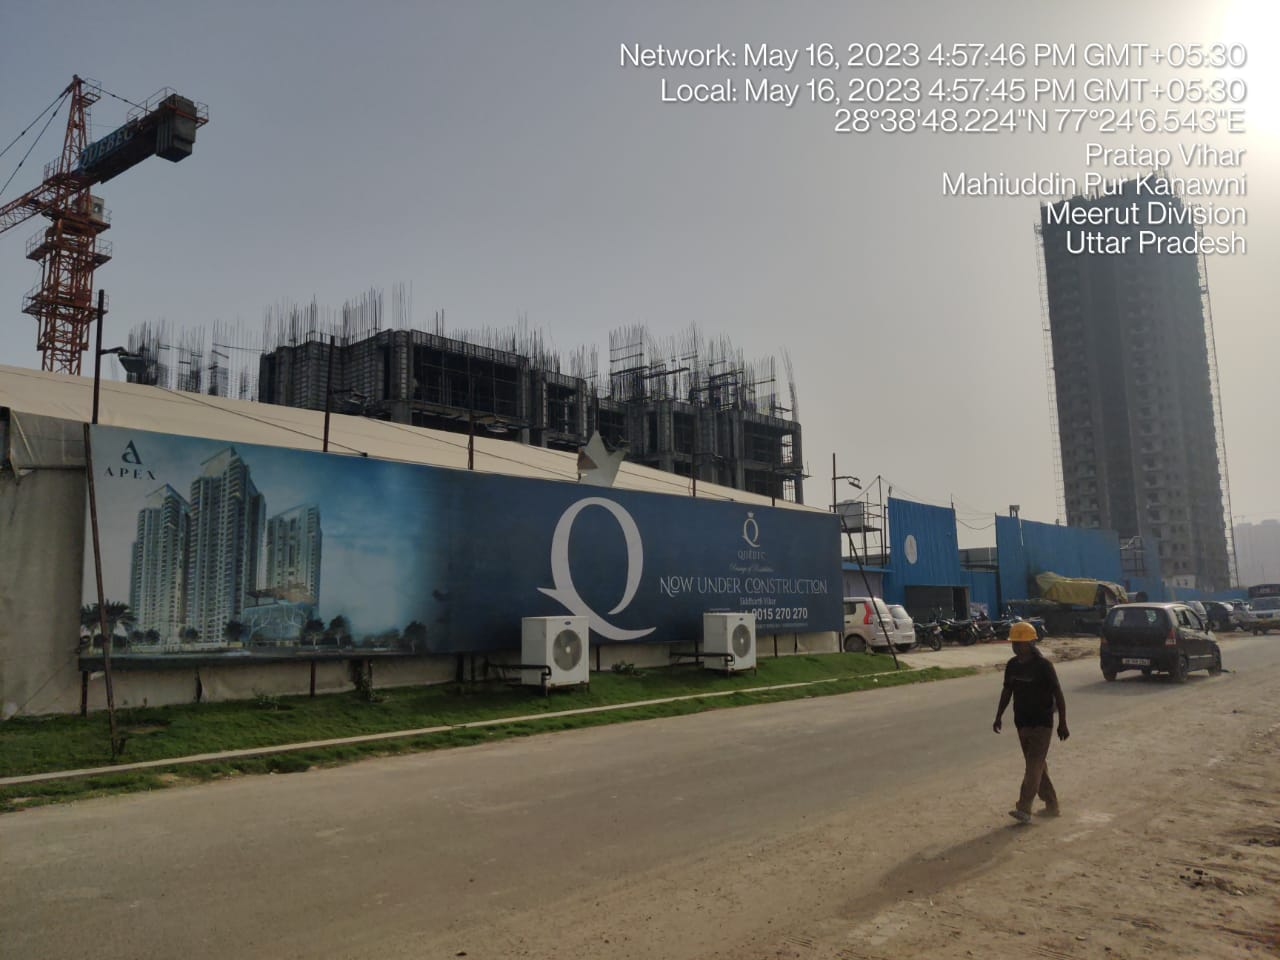 Network: May 16, 2023 4:57:46 PM GMT+05:30
Local: May 16, 2023 4:57:45 PM GMT+05:30
28°38'48.224"N 77°24'6.543"E
Pratap Vihar
Mahiuddin Pur Kanawni
Meerut Division
Uttar Pradesh
QUEBEC
APEX
Q
Q
QUÉBEC
NOW UNDER CONSTRUCTION
Siddharth Vihar
9015 270 270